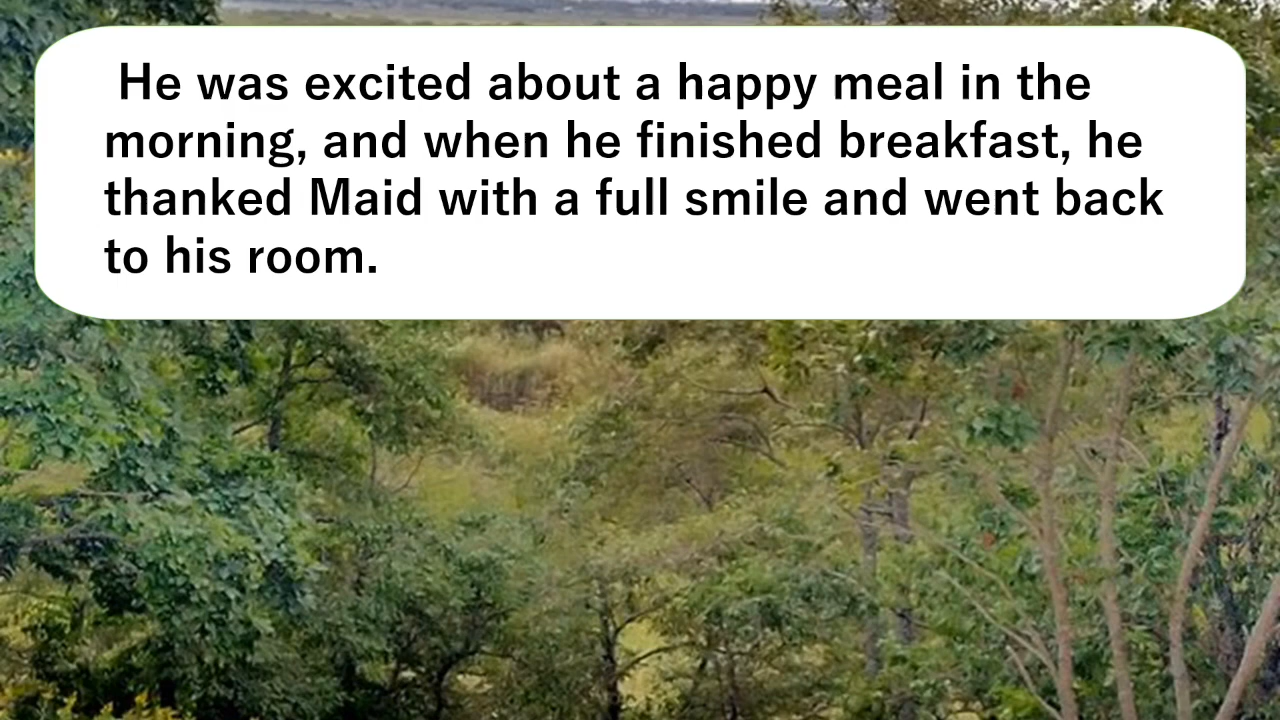 He was excited about a happy meal in the
morning, and when he finished breakfast, he
thanked Maid with a full smile and went back
to his room.